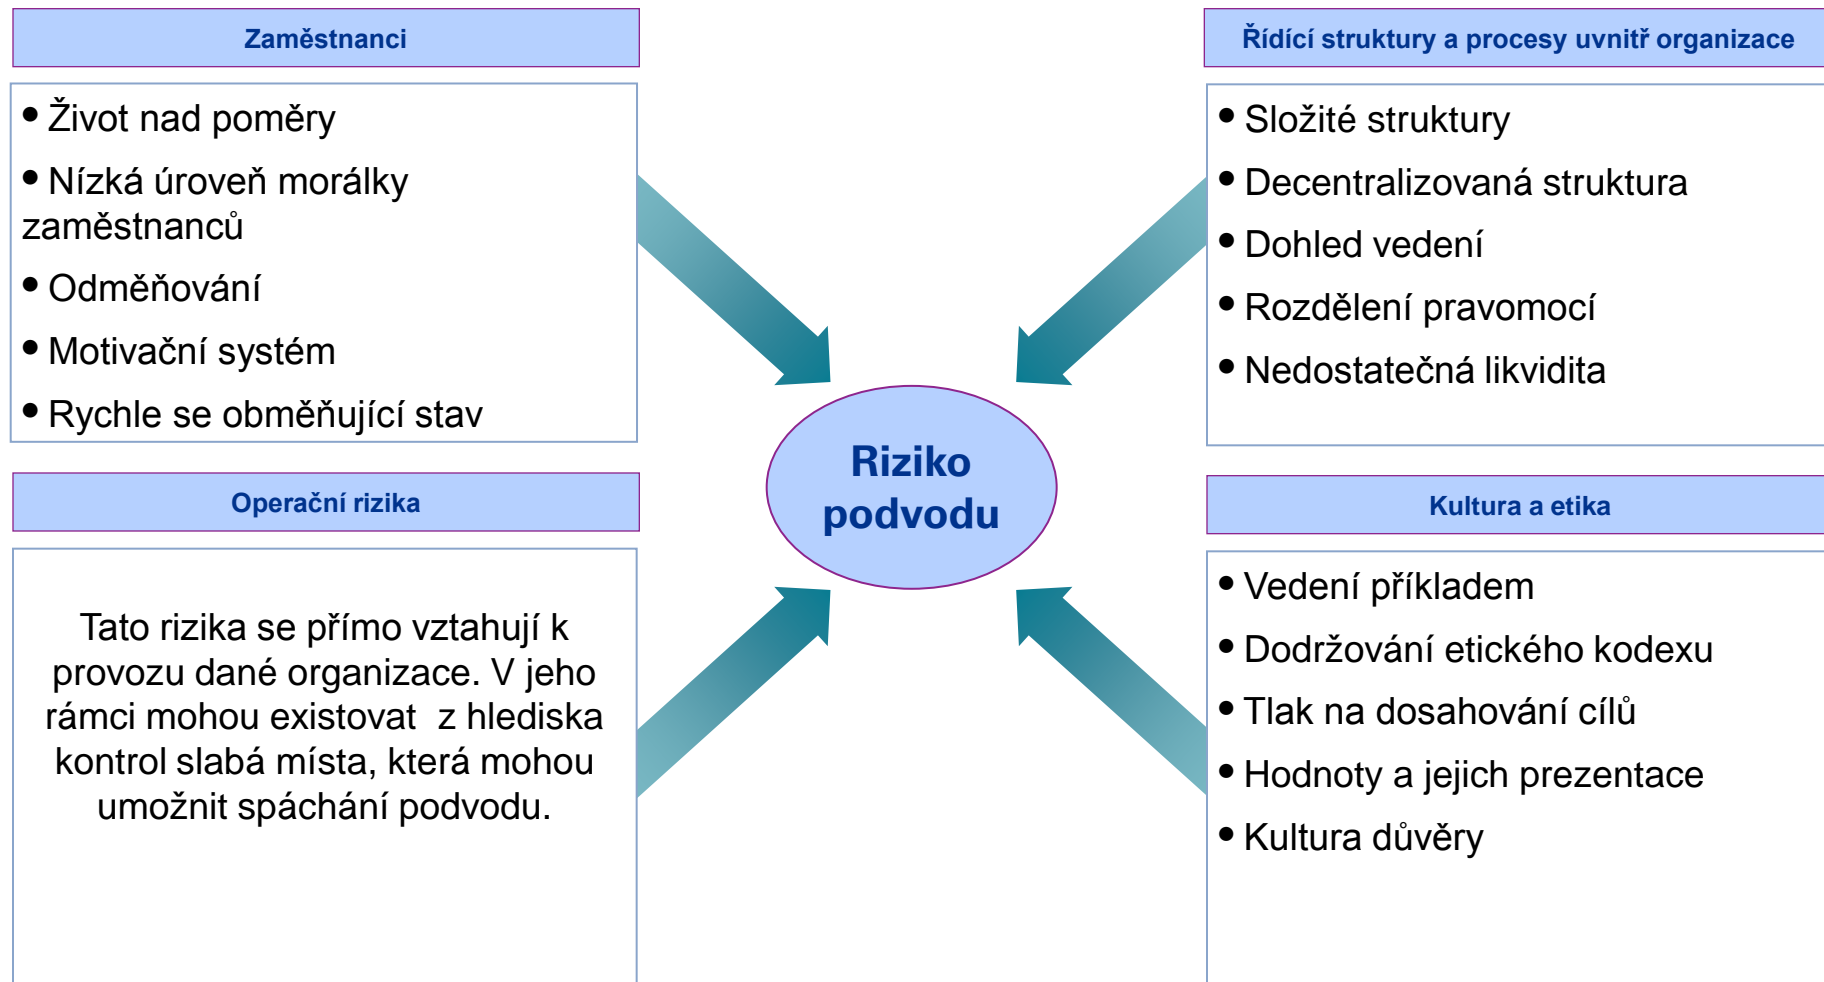 Zaměstnanci
• Život nad poměry
• Nízká úroveň morálky
zaměstnanců
• Odměňování
• Motivační systém
• Rychle se obměňující stav
Operační rizika
Tato rizika se přímo vztahují k
provozu dané organizace. V jeho
rámci mohou existovat  z hlediska
kontrol slabá místa, která mohou
umožnit spáchání podvodu.
Riziko
podvodu
Řídící struktury a procesy uvnitř organizace
• Složité struktury
• Decentralizovaná struktura
• Dohled vedení
• Rozdělení pravomocí
• Nedostatečná likvidita
Kultura a etika
• Vedení příkladem
• Dodržování etického kodexu
• Tlak na dosahování cílů
• Hodnoty a jejich prezentace
• Kultura důvěry